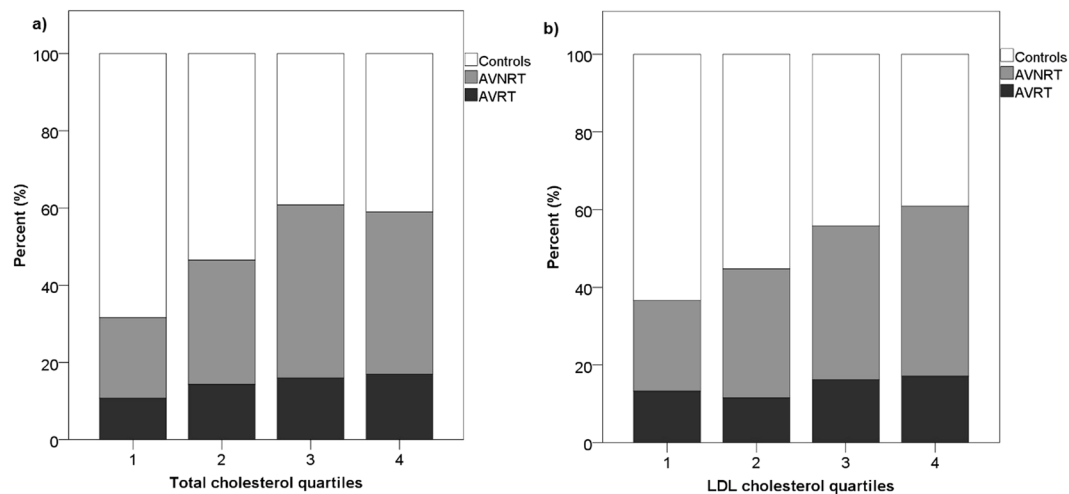 a)
Percent (%)
100
80
60
40
20
0
1 2 3 4
Total cholesterol quartiles
Controls
AVNRT
AVRT
b)
Percent (%)
100
80
60
40
20
0
1 2 3 4
LDL cholesterol quartiles
Controls
AVNRT
AVRT